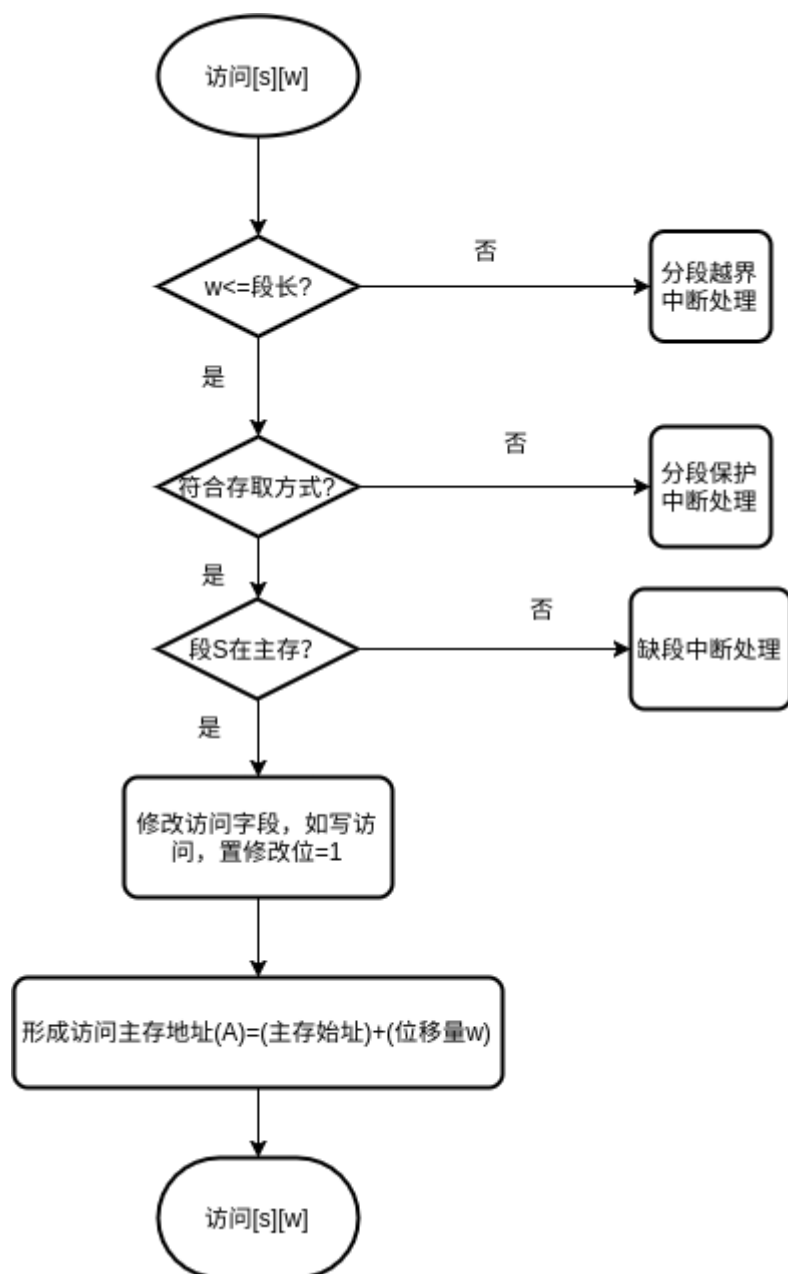 访问[s][w]
否
w<=段长?
分段越界
中断处理
是
否
符合存取方式?
分段保护
中断处理
是
否
段S在主存?
缺段中断处理
是
修改访问字段，如写访
问，置修改位=1
形成访问主存地址(A)=(主存始址)+(位移量w)
访问[s][w]